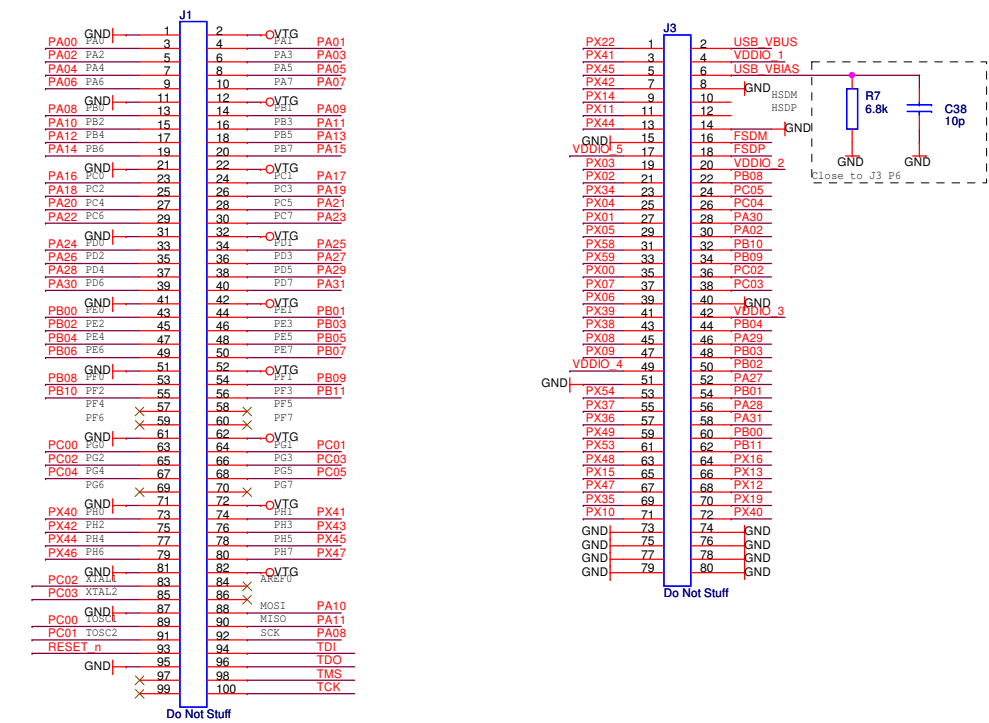 J1
GND 1 2 VTG
PA00 PA0 3 4 PA1 PA01
PA02 PA2 5 6 PA3 PA03
PA04 PA4 7 8 PA5 PA05
PA06 PA6 9 10 PA7 PA07
GND 11 12 VTG
PA08 PB0 13 14 PB1 PA09
PA10 PB2 15 16 PB3 PA11
PA12 PB4 17 18 PB5 PA13
PA14 PB6 19 20 PB7 PA15
GND 21 22 VTG
PA16 PC0 23 24 PC1 PA17
PA18 PC2 25 26 PC3 PA19
PA20 PC4 27 28 PC5 PA21
PA22 PC6 29 30 PC7 PA23
GND 31 32 VTG
PA24 PD0 33 34 PD1 PA25
PA26 PD2 35 36 PD3 PA27
PA28 PD4 37 38 PD5 PA29
PA30 PD6 39 40 PD7 PA31
GND 41 42 VTG
PB00 PE0 43 44 PE1 PB01
PB02 PE2 45 46 PE3 PB03
PB04 PE4 47 48 PE5 PB05
PB06 PE6 49 50 PE7 PB07
GND 51 52 VTG
PB08 PF0 53 54 PF1 PB09
PB10 PF2 55 56 PF3 PB11
PF4 57 58 PF5
PF6 59 60 PF7
GND 61 62 VTG
PC00 PG0 63 64 PG1 PC01
PC02 PG2 65 66 PG3 PC03
PC04 PG4 67 68 PG5 PC05
PG6 69 70 PG7
GND 71 72 VTG
PX40 PH0 73 74 PH1 PX41
PX42 PH2 75 76 PH3 PX43
PX44 PH4 77 78 PH5 PX45
PX46 PH6 79 80 PH7 PX47
GND 81 82 VTG
PC02 XTAL1 83 84 AREF0
PC03 XTAL2 85 86
GND 87 88 MOSI PA10
PC00 TOSC1 89 90 MISO PA11
PC01 TOSC2 91 92 SCK PA08
RESET_n 93 94 TDI
GND 95 96 TDO
97 98 TMS
99 100 TCK
Do Not Stuff
J3
PX22 1 2 USB_VBUS
PX41 3 4 VDDIO_1
PX45 5 6 USB_VBIAS
PX42 7 8 GND
PX14 9 10 HSDM
PX11 11 12 HSDP
PX44 13 14 GND
GND 15 16 FSDM
VDDIO_5 17 18 FSDP
PX03 19 20 VDDIO_2
PX02 21 22 PB08
PX34 23 24 PC05
PX04 25 26 PC04
PX01 27 28 PA30
PX05 29 30 PA02
PX58 31 32 PB10
PX59 33 34 PB09
PX00 35 36 PC02
PX07 37 38 PC03
PX06 39 40 GND
PX39 41 42 VDDIO_3
PX38 43 44 PB04
PX08 45 46 PA29
PX09 47 48 PB03
VDDIO_4 49 50 PB02
GND 51 52 PA27
PX54 53 54 PB01
PX37 55 56 PA28
PX36 57 58 PA31
PX49 59 60 PB00
PX53 61 62 PB11
PX48 63 64 PX16
PX15 65 66 PX13
PX47 67 68 PX12
PX35 69 70 PX19
PX10 71 72 PX40
GND 73 74 GND
GND 75 76 GND
GND 77 78 GND
GND 79 80 GND
Do Not Stuff
R7
6.8k
C38
10p
GND GND
Close to J3 P6